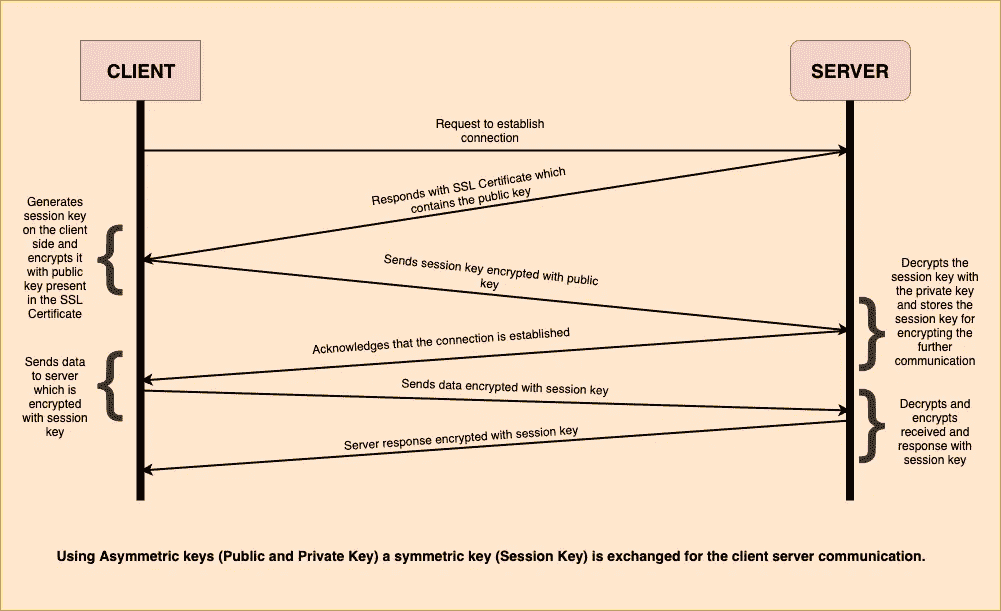 CLIENT
SERVER
Request to establish
connection
Responds with SSL Certificate which
contains the public key
Generates
session key
on the client
side and
encrypts it
with public
key present
in the SSL
Certificate
Sends session key encrypted with public
key
Decrypts the
session key with
the private key
and stores the
session key for
encrypting the
further
communication
Acknowledges that the connection is established
Sends data
to server
which is
encrypted
with session
key
Sends data encrypted with session key
Decrypts and
encrypts
received and
response with
session key
Server response encrypted with session key
Using Asymmetric keys (Public and Private Key) a symmetric key (Session Key) is exchanged for the client server communication.